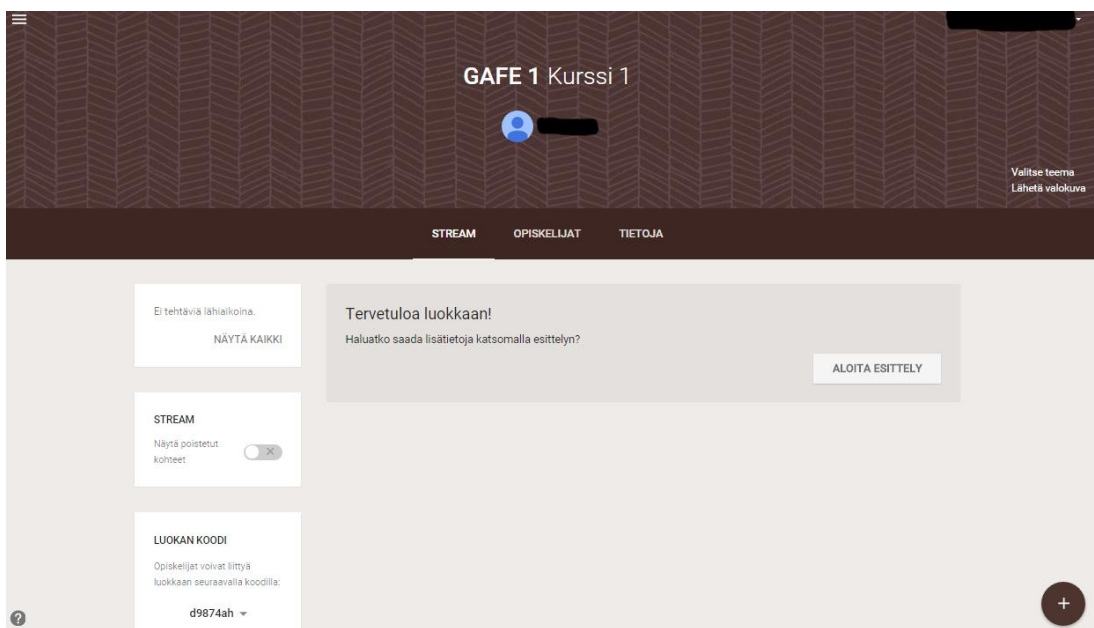 GAFE 1 Kurssi 1
Valitse teema
Lähetä valokuva
STREAM
OPISKELIJAT
TIETOJA
Ei tehtäviä lähiaikoina.
NÄYTÄ KAIKKI
Tervetuloa luokkaan!
Haluatko saada lisätietoja katsomalla esittelyn?
ALOITA ESITTELY
STREAM
Näytä poistetut
kohteet
LUOKAN KOODI
Opiskelijat voivat liittyä
luokkaan seuraavalla koodilla:
d9874ah